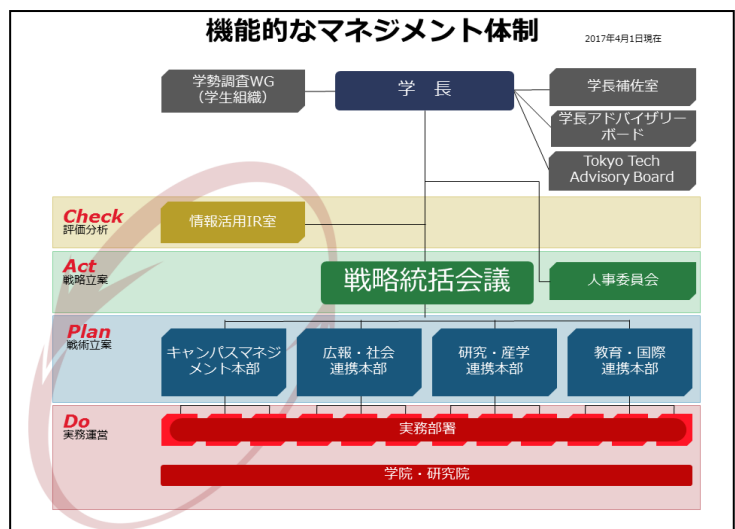 機能的なマネジメント体制
2017年4月1日現在
学勢調査WG
（学生組織）
学　長
学長補佐室
学長アドバイザリー
ボード
Tokyo Tech
Advisory Board
Check
評価分析
情報活用IR室
Act
戦略立案
戦略統括会議
人事委員会
Plan
戦術立案
キャンパスマネジ
メント本部
広報・社会
連携本部
研究・産学
連携本部
教育・国際
連携本部
Do
実務運営
実務部署
学院・研究院